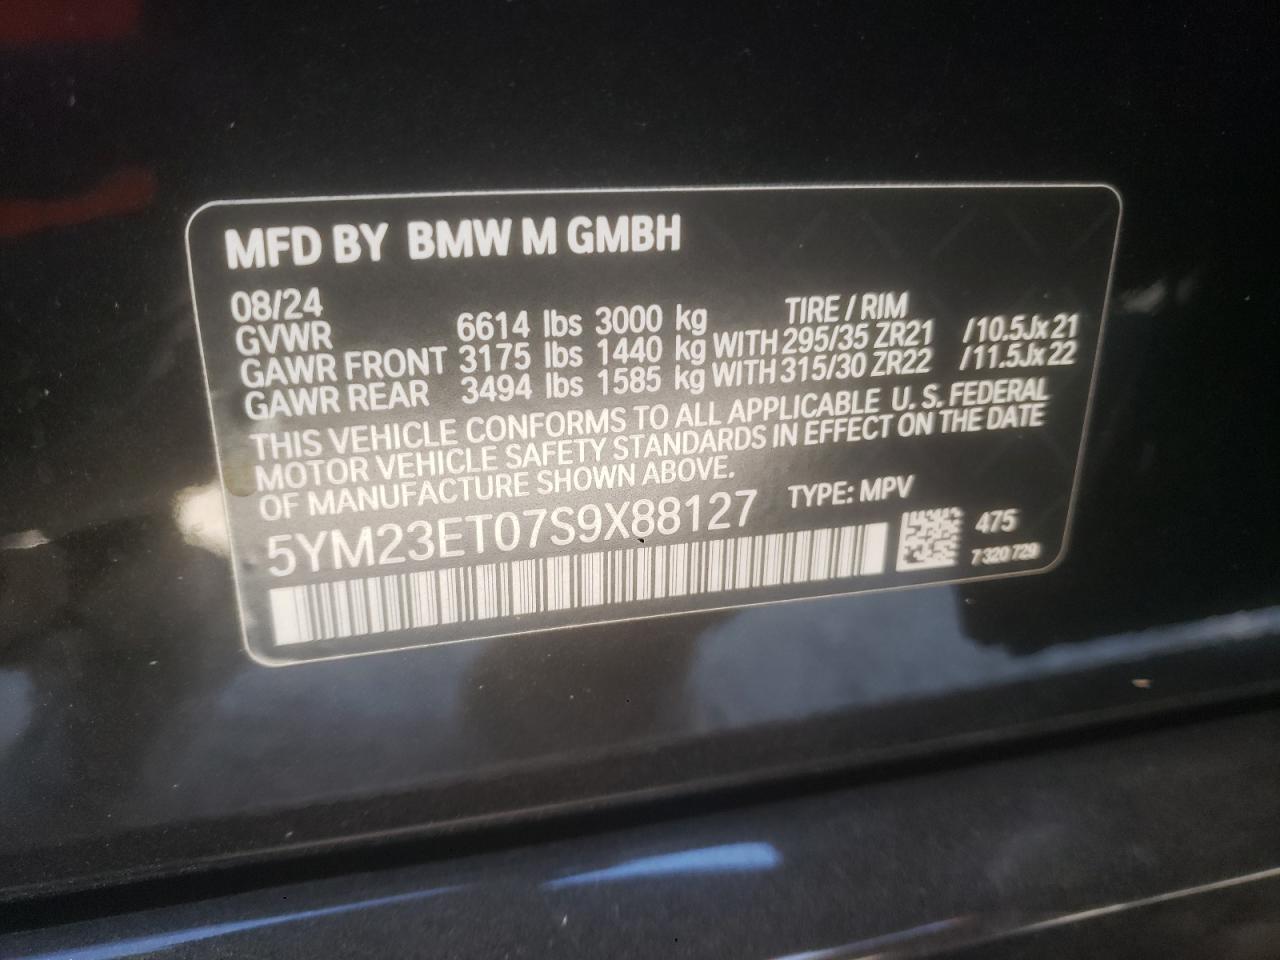 MFD BY BMW M GMBH
08/24
TIRE / RIM
GVWR 6614 lbs 3000 kg
GAWR FRONT 3175 lbs 1440 kg WITH 295/35 ZR21 /10.5Jx21
GAWR REAR 3494 lbs 1585 kg WITH 315/30 ZR22 /11.5Jx22
THIS VEHICLE CONFORMS TO ALL APPLICABLE U.S. FEDERAL
MOTOR VEHICLE SAFETY STANDARDS IN EFFECT ON THE DATE
OF MANUFACTURE SHOWN ABOVE.
5YM23ET07S9X88127 TYPE: MPV
475
7 320 729